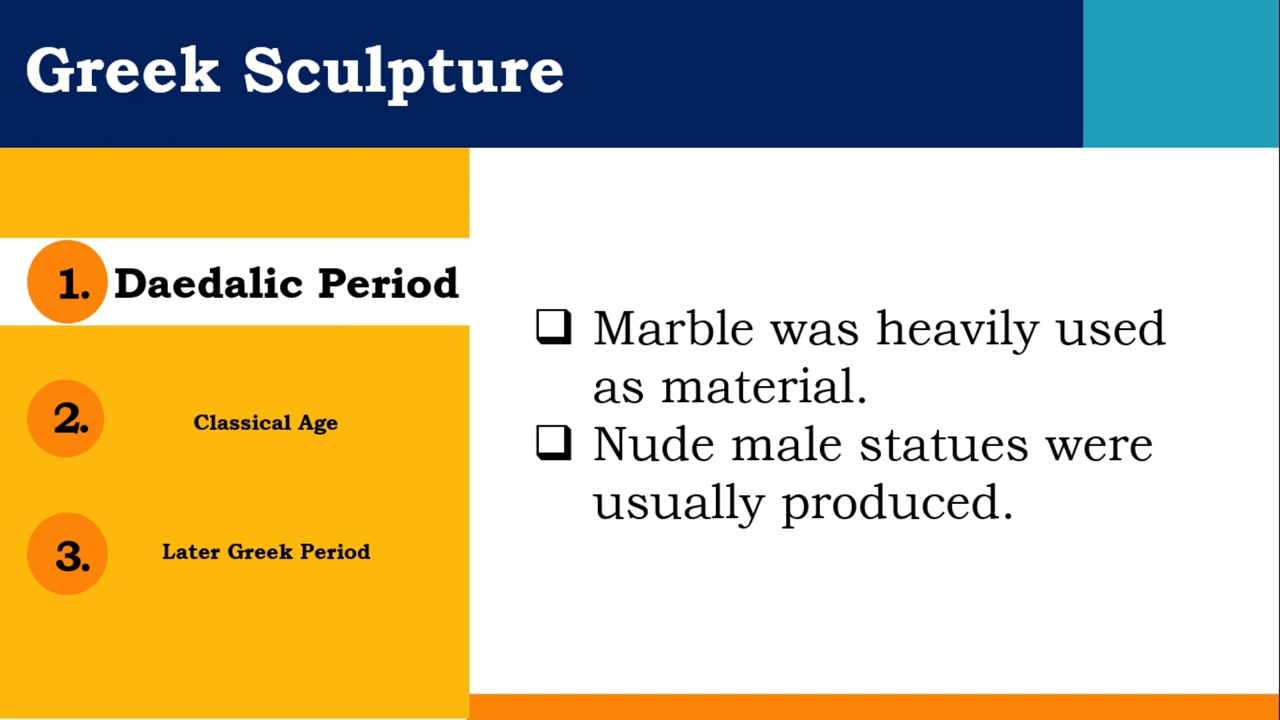 Greek Sculpture
1. Daedalic Period
2. Classical Age
3. Later Greek Period
❑ Marble was heavily used
as material.
❑ Nude male statues were
usually produced.